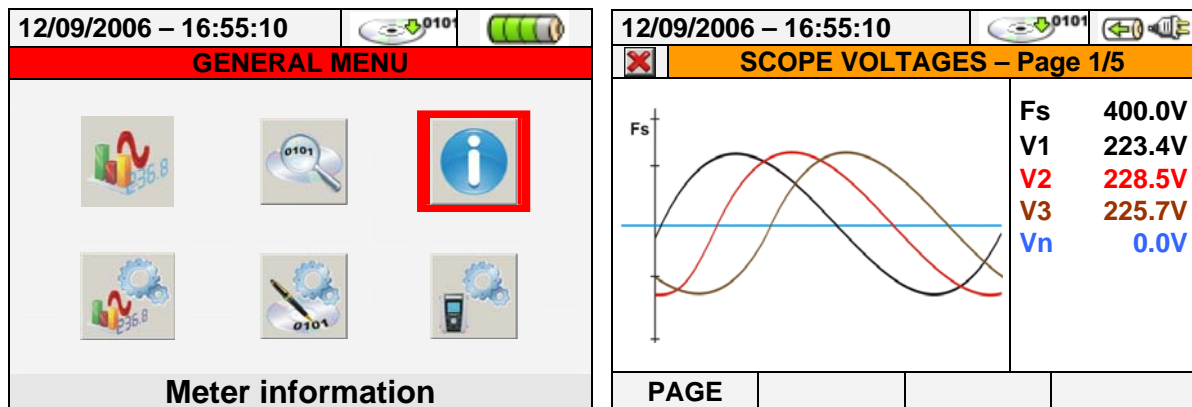 12/09/2006 – 16:55:10
0101
GENERAL MENU
236.8
0101
236.8
0101
Meter information
12/09/2006 – 16:55:10
0101
SCOPE VOLTAGES – Page 1/5
Fs
Fs 400.0V
V1 223.4V
V2 228.5V
V3 225.7V
Vn 0.0V
PAGE